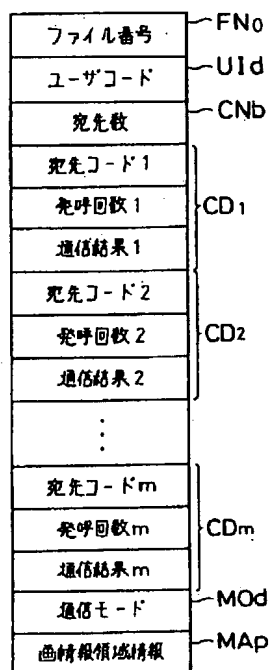 ファイル番号 FN0
ユーザコード UId
宛先数 CNb
宛先コード1
発呼回数1 CD1
通信結果1
宛先コード2
発呼回数2 CD2
通信結果2
⋮
宛先コードm
発呼回数m CDm
通信結果m
通信モード MOd
画情報領域情報 MAp